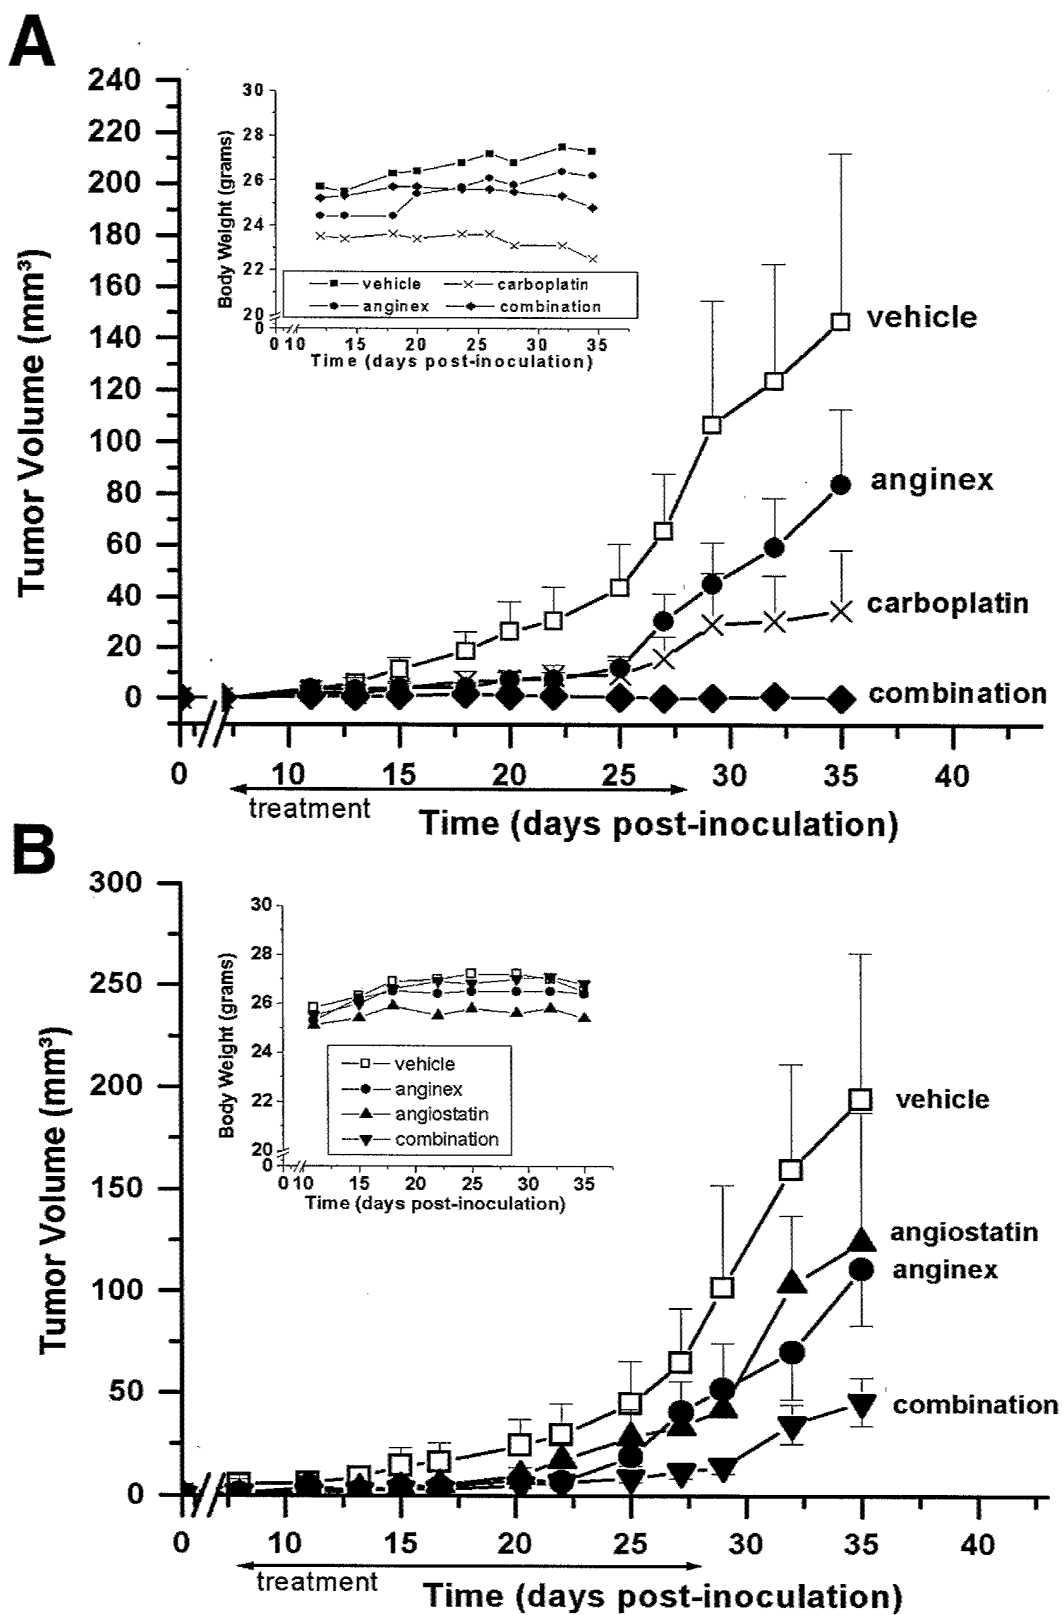 A
240
220
200
180
160
140
120
100
80
60
40
20
0
Tumor Volume (mm³)
30
28
26
24
22
20
0
Body Weight (grams)
vehicle carboplatin
anginex combination
0 10 15 20 25 30 35
Time (days post-inoculation)
vehicle
anginex
carboplatin
combination
0 10 15 20 25 30 35 40
treatment
Time (days post-inoculation)
B
300
250
200
150
100
50
0
Tumor Volume (mm³)
30
28
26
24
22
20
0
Body Weight (grams)
vehicle
anginex
angiostatin
combination
0 10 15 20 25 30 35
Time (days post-inoculation)
vehicle
angiostatin
anginex
combination
0 10 15 20 25 30 35 40
treatment
Time (days post-inoculation)